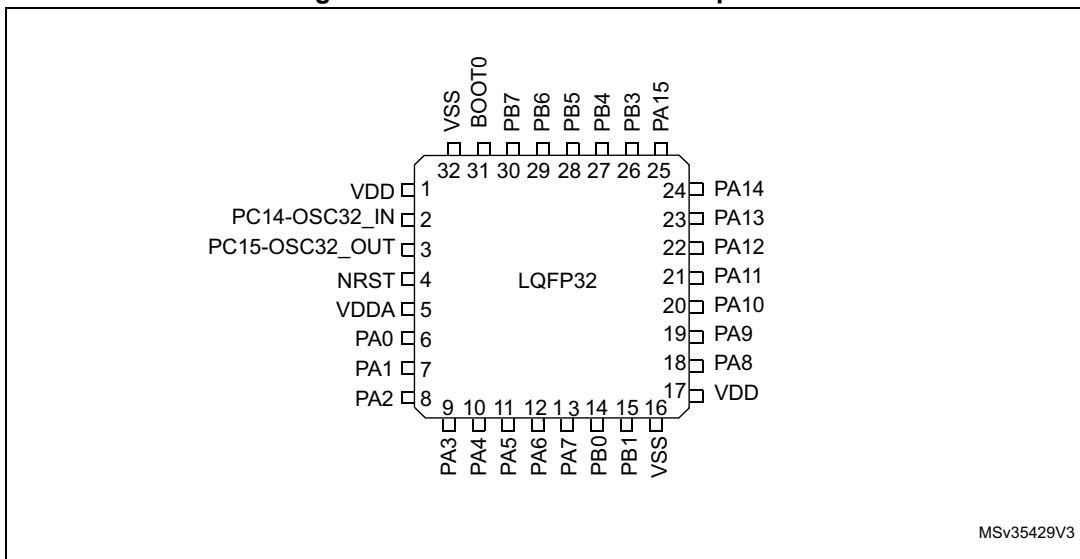 VSS
BOOT0
PB7
PB6
PB5
PB4
PB3
PA15
32 31 30 29 28 27 26 25
VDD 1
PC14-OSC32_IN 2
PC15-OSC32_OUT 3
NRST 4
VDDA 5
PA0 6
PA1 7
PA2 8
LQFP32
24 PA14
23 PA13
22 PA12
21 PA11
20 PA10
19 PA9
18 PA8
17 VDD
9 10 11 12 1 3 14 15 16
PA3
PA4
PA5
PA6
PA7
PB0
PB1
VSS
MSv35429V3